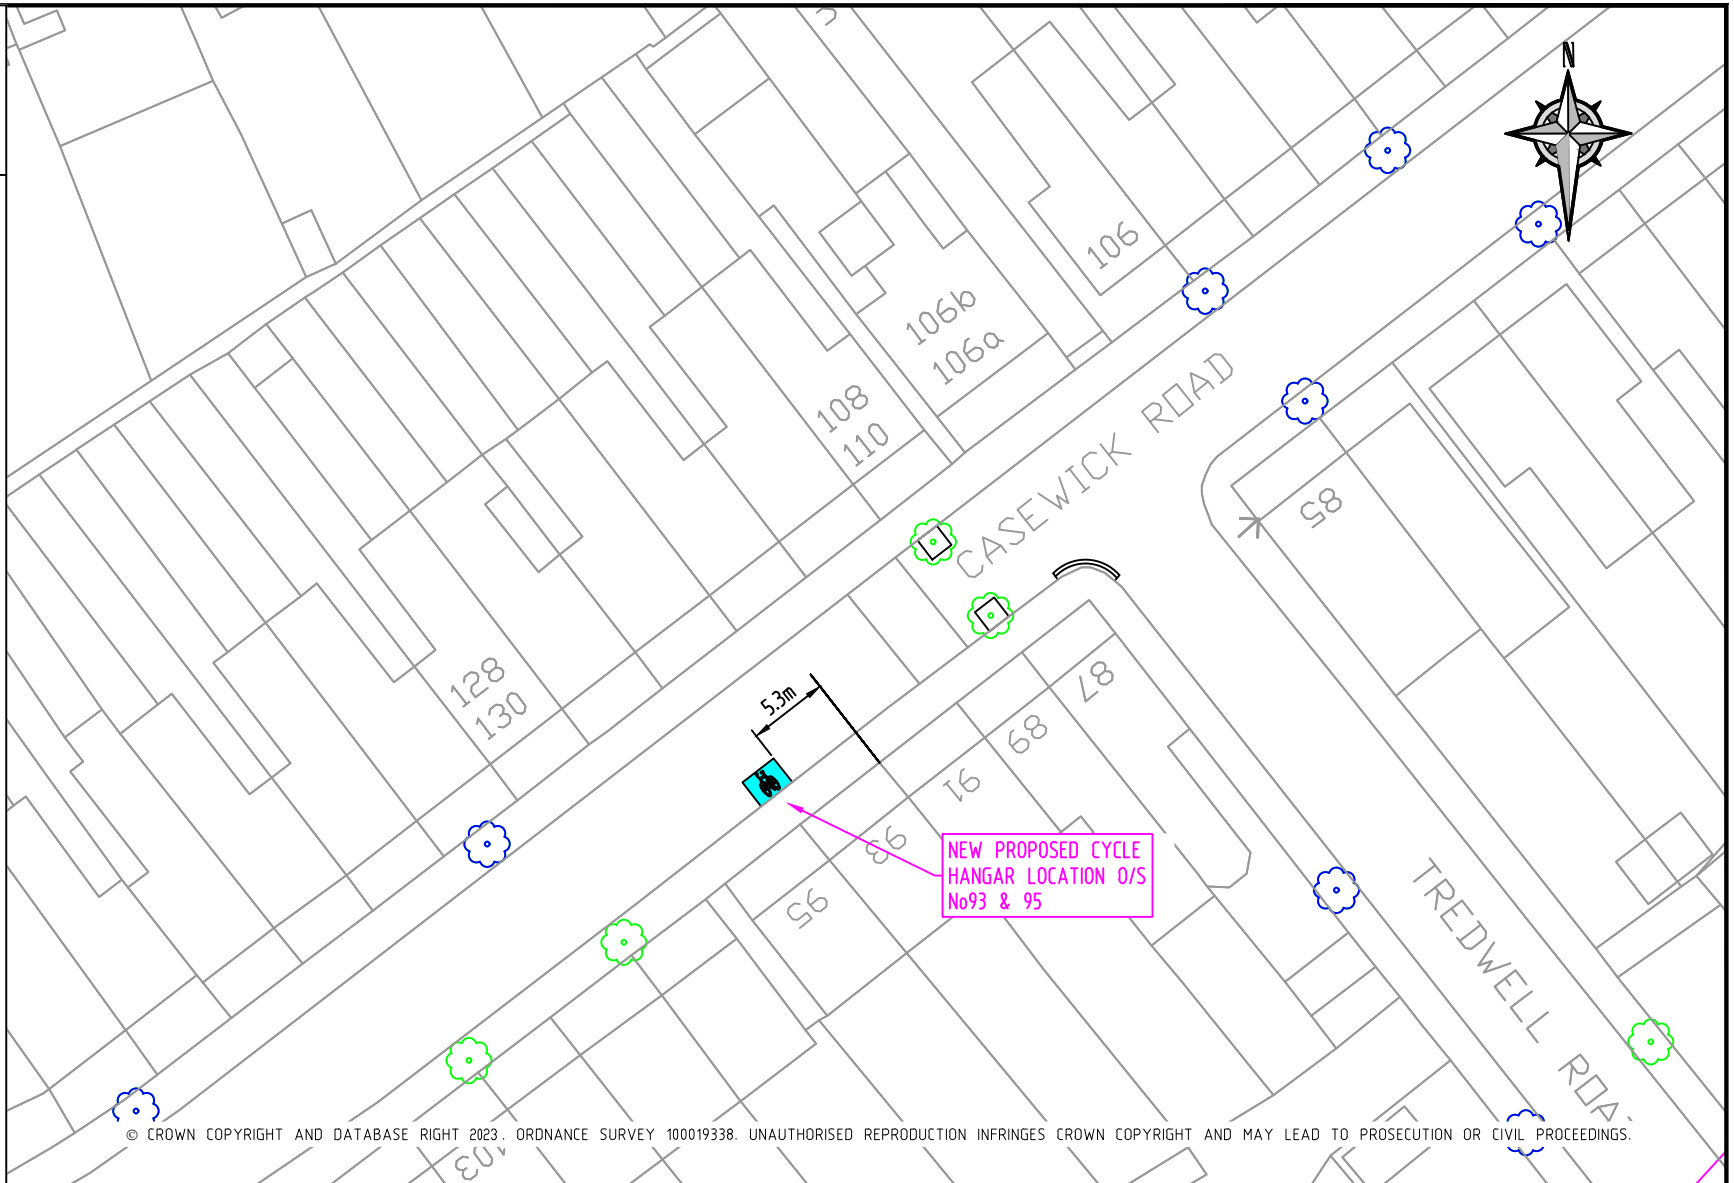 N
106
106b
106a
108
110
CASEWICK ROAD
85
128
130
5.3m
87
89
91
93
95
NEW PROPOSED CYCLE
HANGAR LOCATION O/S
No93 & 95
TREDWELL ROA
© CROWN COPYRIGHT AND DATABASE RIGHT 2023. ORDNANCE SURVEY 100019338. UNAUTHORISED REPRODUCTION INFRINGES CROWN COPYRIGHT AND MAY LEAD TO PROSECUTION OR CIVIL PROCEEDINGS.
103